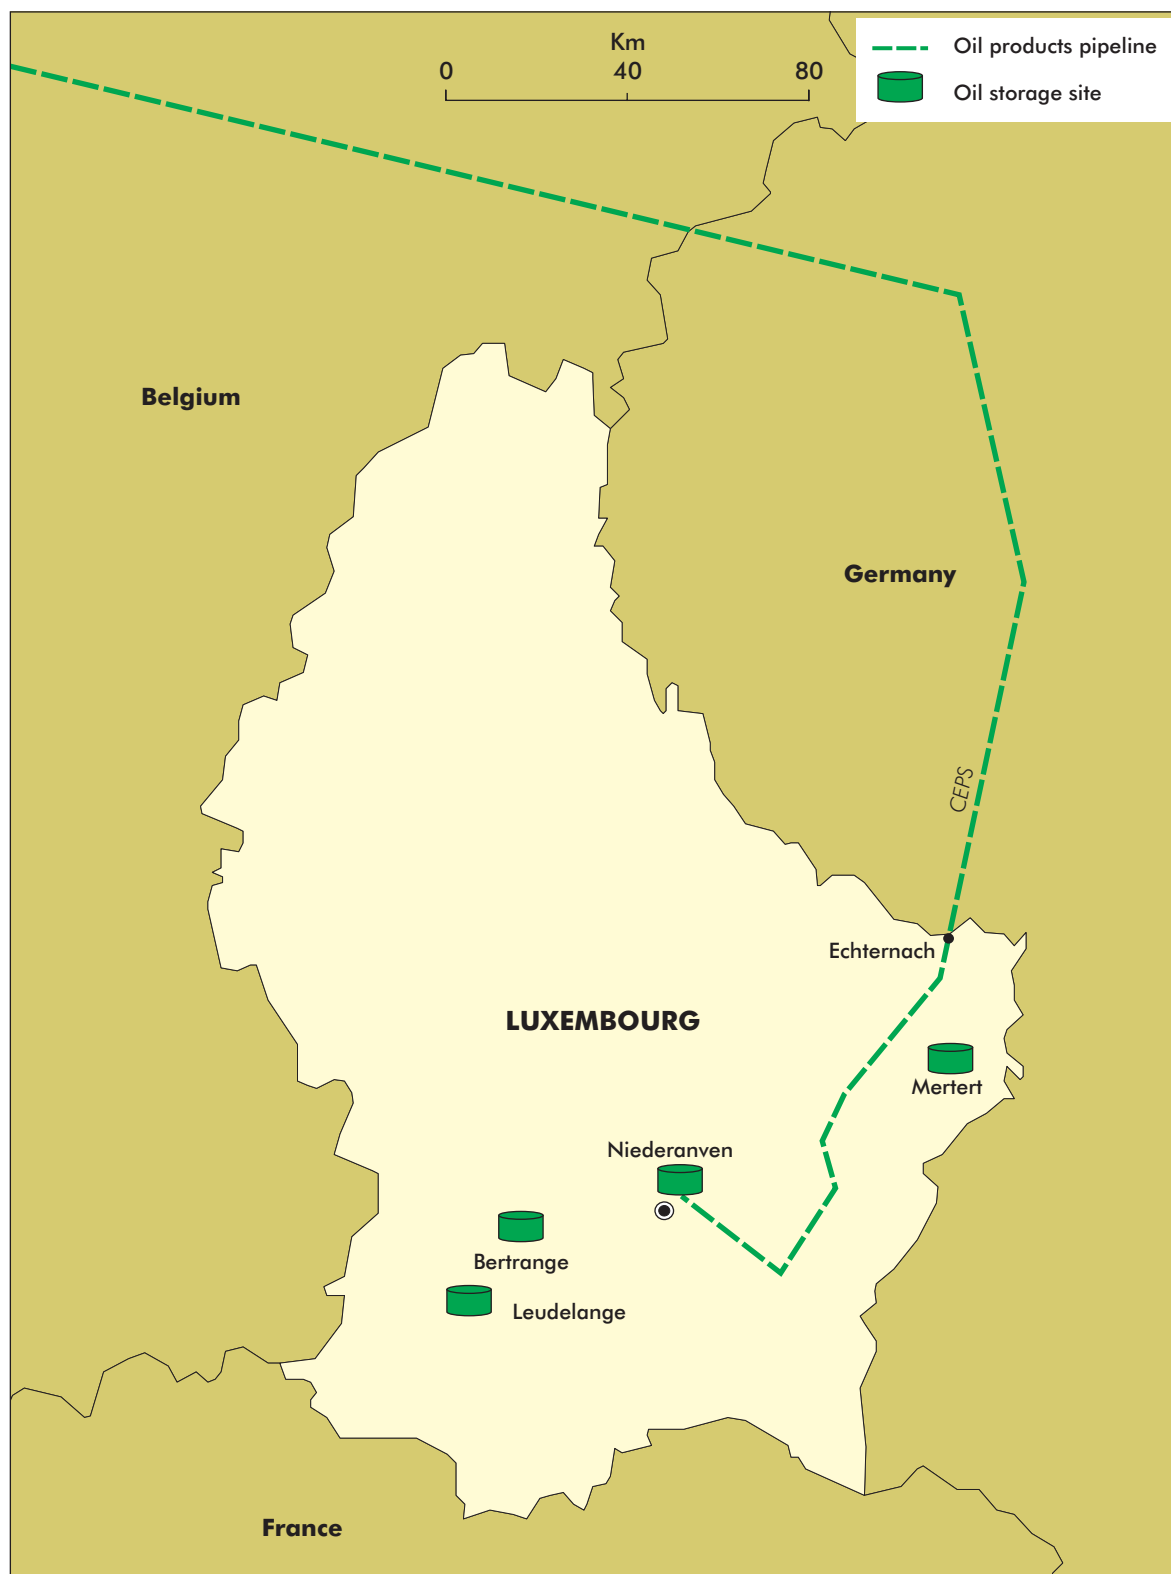 Km
0 40 80
Oil products pipeline
Oil storage site
Belgium
Germany
CEPS
Echternach
LUXEMBOURG
Mertert
Niederanven
Bertrange
Leudelange
France